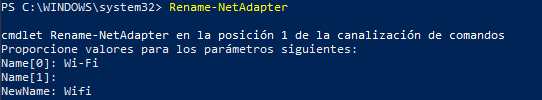 PS C:\WINDOWS\system32> Rename-NetAdapter
cmdlet Rename-NetAdapter en la posición 1 de la canalización de comandos
Proporcione valores para los parámetros siguientes:
Name[0]: Wi-Fi
Name[1]:
NewName: Wifi